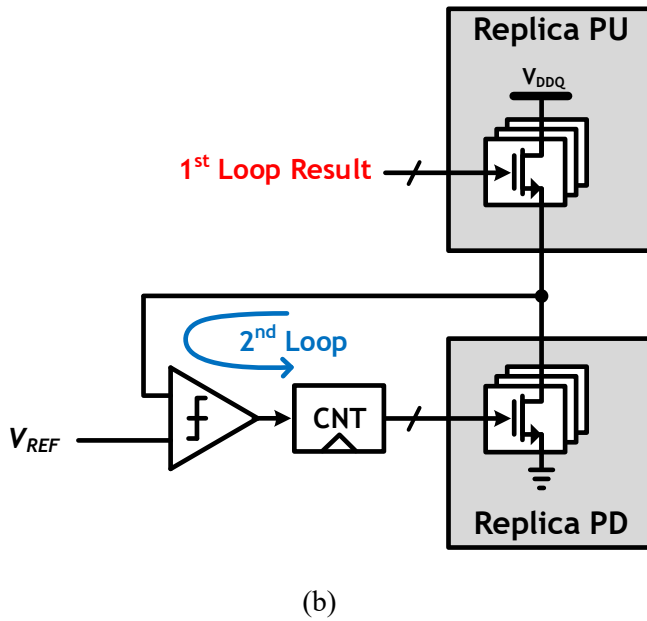 Replica PU
VDDQ
1st Loop Result
2nd Loop
CNT
VREF
Replica PD
(b)